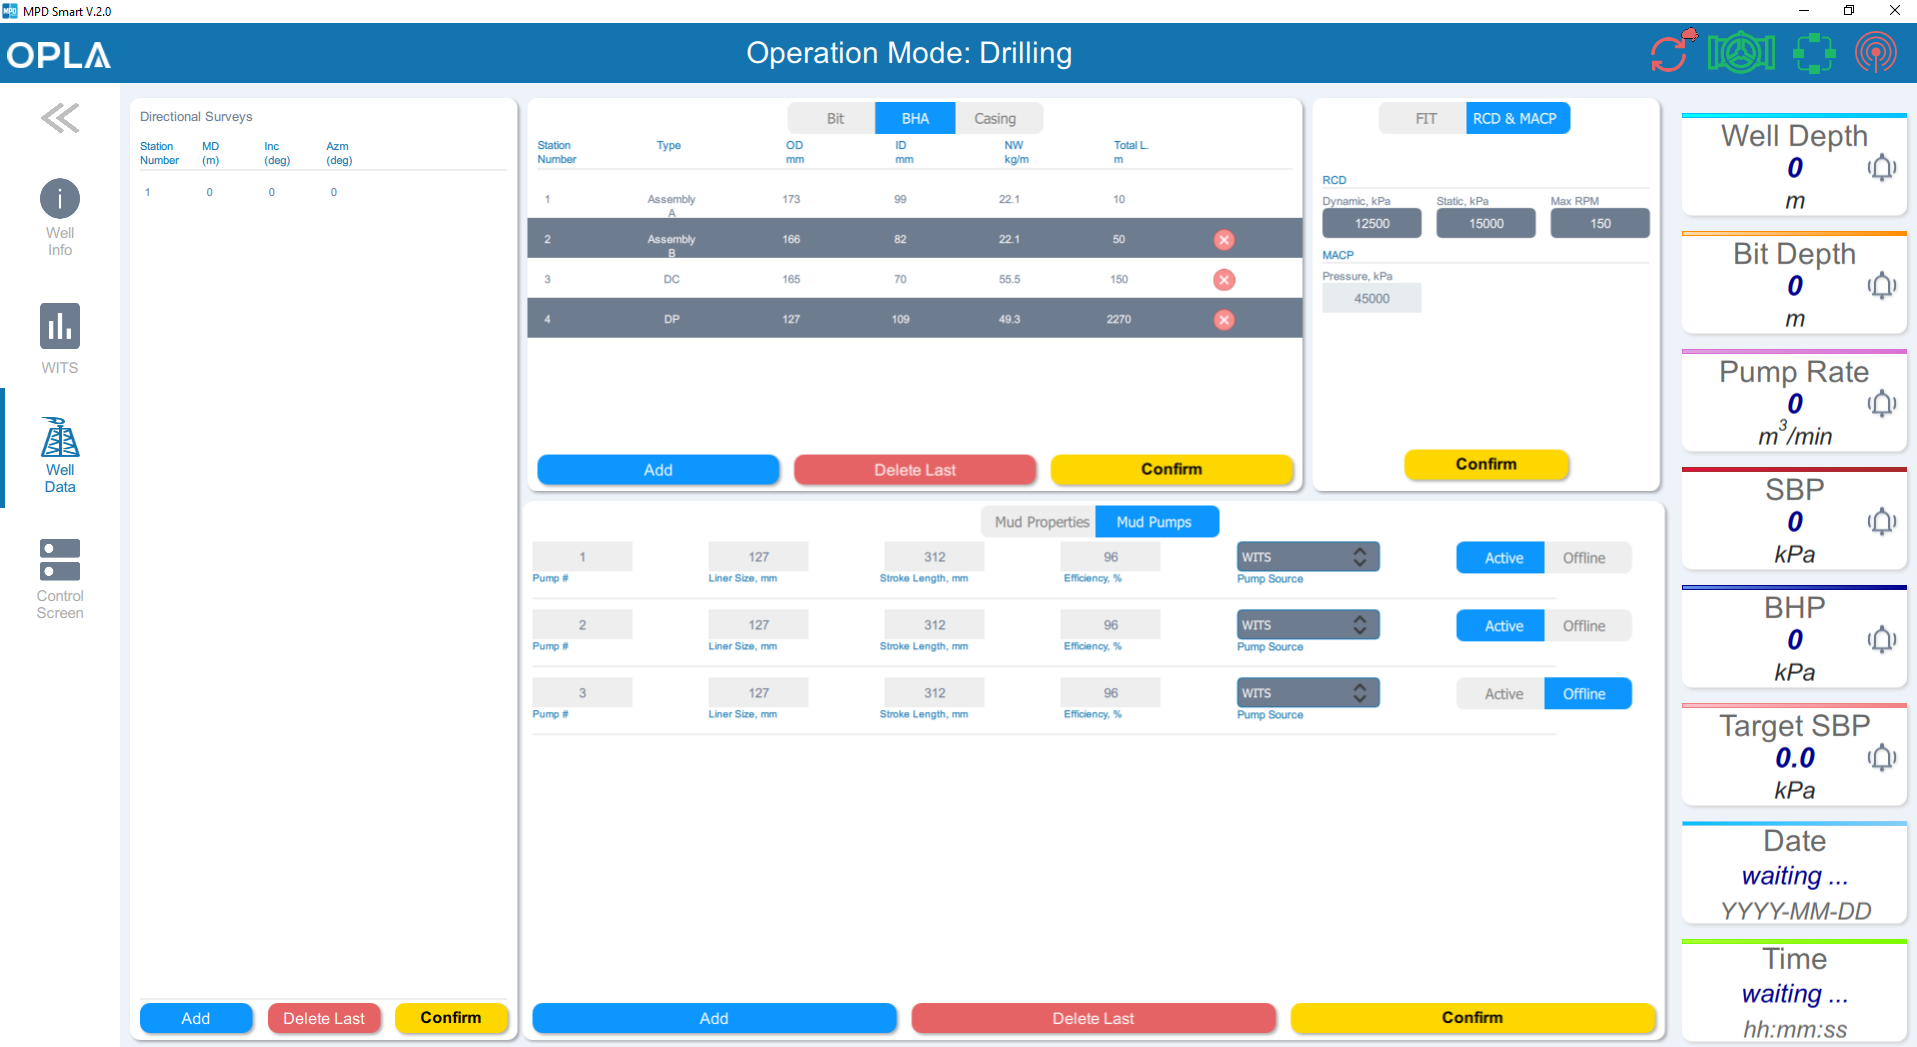 MPD Smart V.2.0
OPLA
Operation Mode: Drilling
Well
Info
WITS
Well
Data
Control
Screen
Directional Surveys
Station Number MD (m) Inc (deg) Azm (deg)
1 0 0 0
Add Delete Last Confirm
Bit BHA Casing
Station Number Type OD mm ID mm NW kg/m Total L. m
1 Assembly A 173 99 22.1 10
2 Assembly B 166 82 22.1 50
3 DC 165 70 55.5 150
4 DP 127 109 49.3 2270
Add Delete Last Confirm
FIT RCD & MACP
RCD
Dynamic, kPa Static, kPa Max RPM
12500 15000 150
MACP
Pressure, kPa
45000
Confirm
Mud Properties Mud Pumps
1 127 312 96 WITS Active Offline
Pump # Liner Size, mm Stroke Length, mm Efficiency, % Pump Source
2 127 312 96 WITS Active Offline
Pump # Liner Size, mm Stroke Length, mm Efficiency, % Pump Source
3 127 312 96 WITS Active Offline
Pump # Liner Size, mm Stroke Length, mm Efficiency, % Pump Source
Add Delete Last Confirm
Well Depth
0
m
Bit Depth
0
m
Pump Rate
0
m³/min
SBP
0
kPa
BHP
0
kPa
Target SBP
0.0
kPa
Date
waiting ...
YYYY-MM-DD
Time
waiting ...
hh:mm:ss